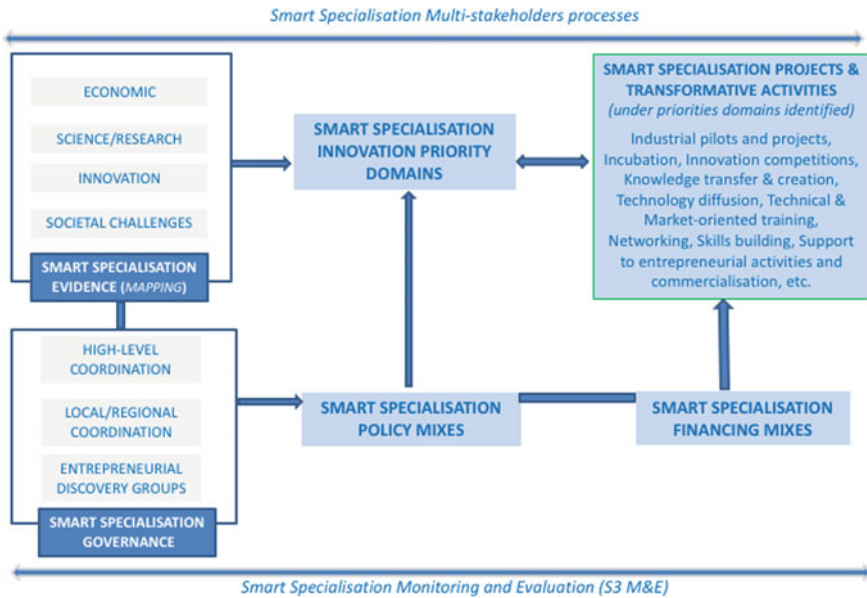 Smart Specialisation Multi-stakeholders processes
ECONOMIC
SCIENCE/RESEARCH
INNOVATION
SOCIETAL CHALLENGES
SMART SPECIALISATION
EVIDENCE (MAPPING)
SMART SPECIALISATION
INNOVATION PRIORITY
DOMAINS
SMART SPECIALISATION PROJECTS &
TRANSFORMATIVE ACTIVITIES
(under priorities domains identified)
Industrial pilots and projects,
Incubation, Innovation competitions,
Knowledge transfer & creation,
Technology diffusion, Technical &
Market-oriented training,
Networking, Skills building, Support
to entrepreneurial activities and
commercialisation, etc.
HIGH-LEVEL
COORDINATION
LOCAL/REGIONAL
COORDINATION
ENTREPRENEURIAL
DISCOVERY GROUPS
SMART SPECIALISATION
GOVERNANCE
SMART SPECIALISATION
POLICY MIXES
SMART SPECIALISATION
FINANCING MIXES
Smart Specialisation Monitoring and Evaluation (S3 M&E)